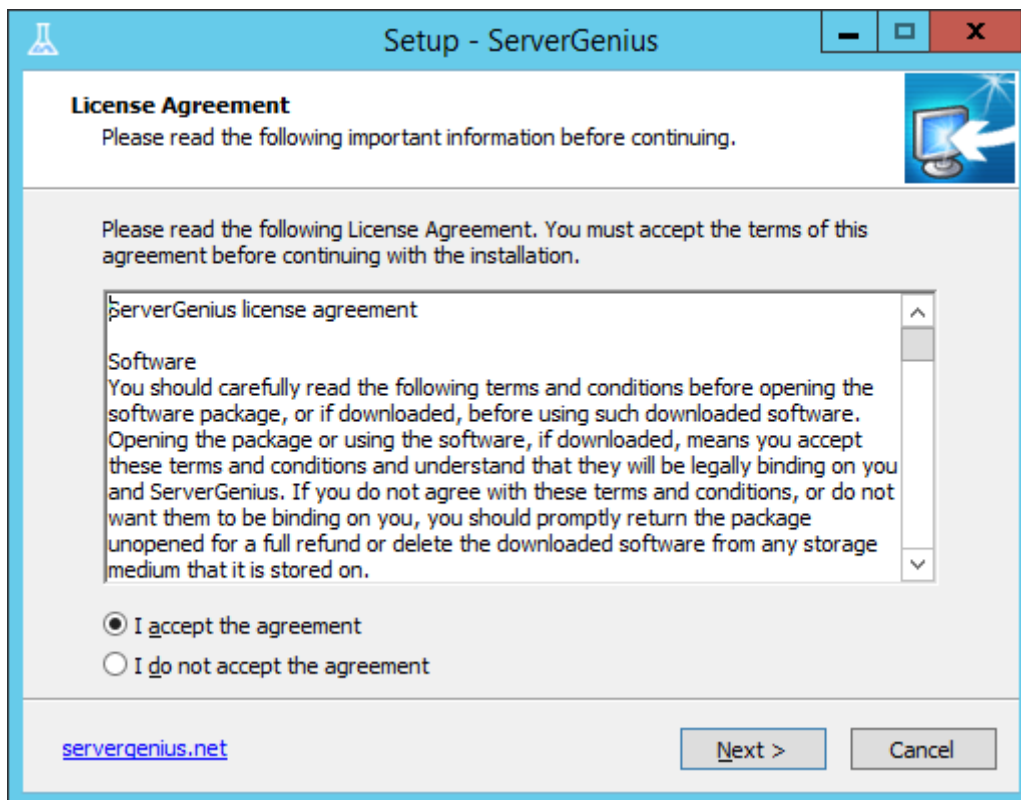 Setup - ServerGenius
License Agreement
Please read the following important information before continuing.
Please read the following License Agreement. You must accept the terms of this
agreement before continuing with the installation.
ServerGenius license agreement
Software
You should carefully read the following terms and conditions before opening the
software package, or if downloaded, before using such downloaded software.
Opening the package or using the software, if downloaded, means you accept
these terms and conditions and understand that they will be legally binding on you
and ServerGenius. If you do not agree with these terms and conditions, or do not
want them to be binding on you, you should promptly return the package
unopened for a full refund or delete the downloaded software from any storage
medium that it is stored on.
I accept the agreement
I do not accept the agreement
servergenius.net
Next >
Cancel